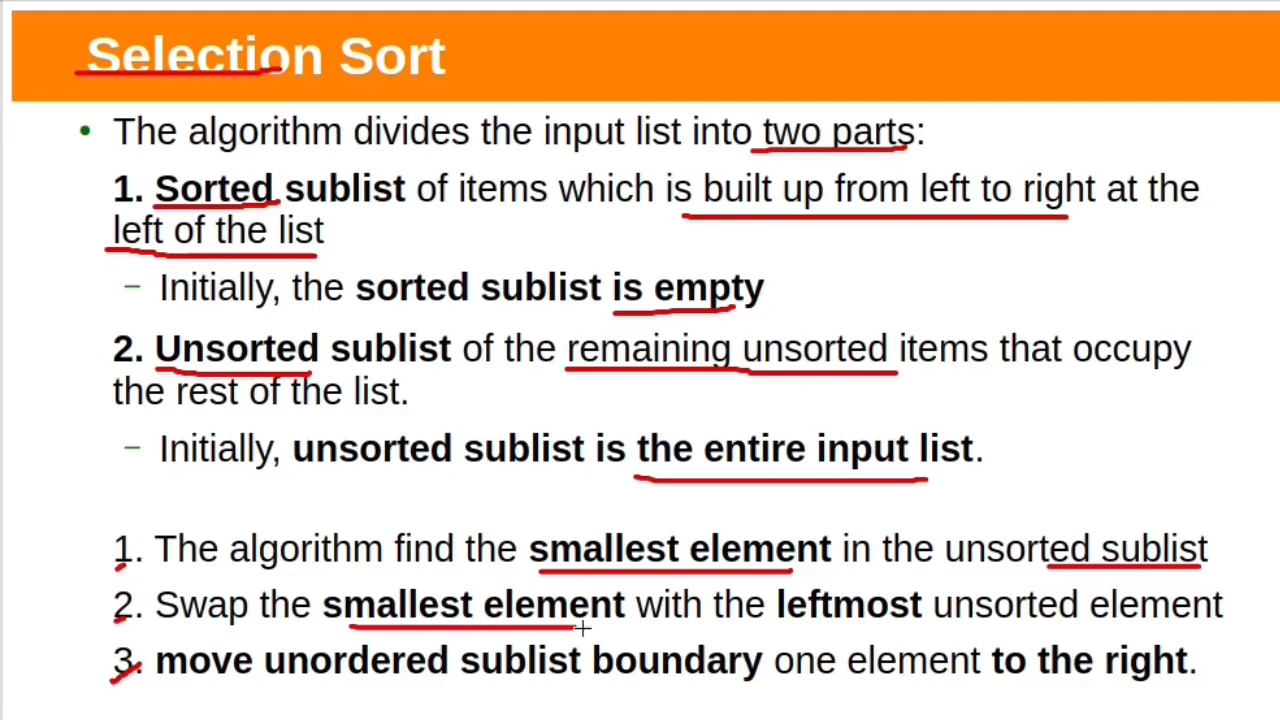 Selection Sort
• The algorithm divides the input list into two parts:
1. Sorted sublist of items which is built up from left to right at the
left of the list
– Initially, the sorted sublist is empty
2. Unsorted sublist of the remaining unsorted items that occupy
the rest of the list.
– Initially, unsorted sublist is the entire input list.
1. The algorithm find the smallest element in the unsorted sublist
2. Swap the smallest element with the leftmost unsorted element
3. move unordered sublist boundary one element to the right.